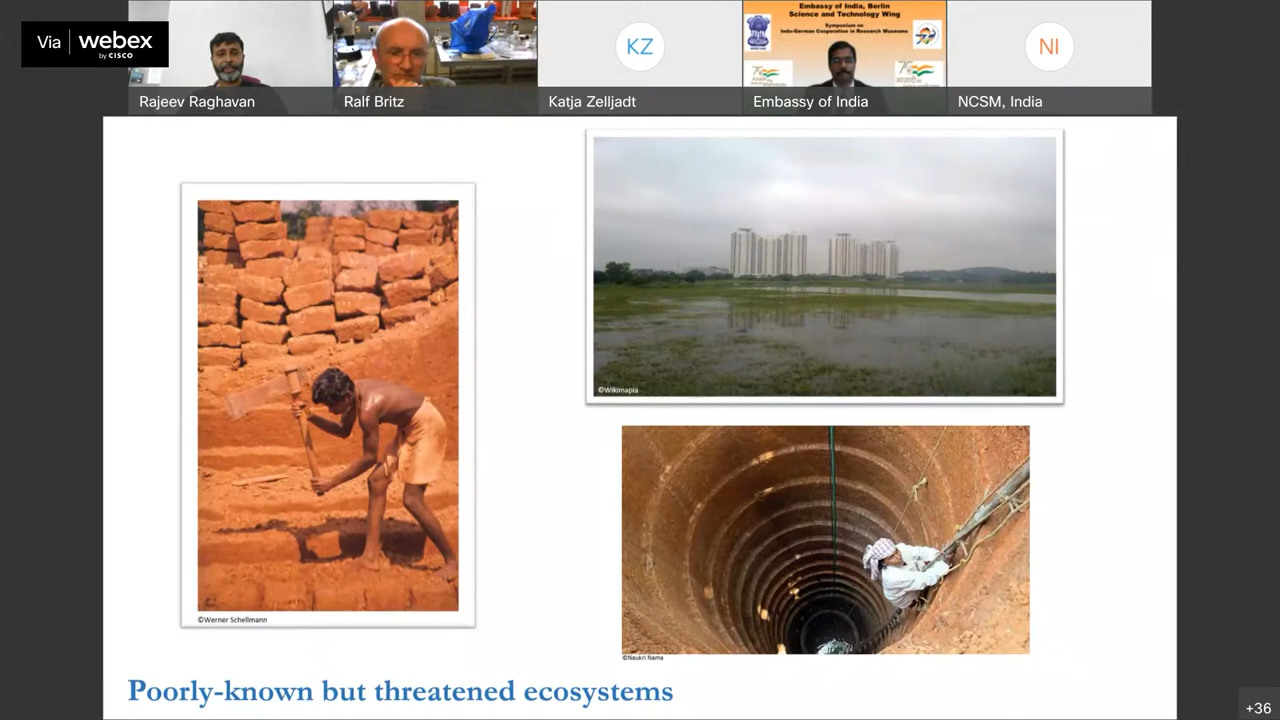 Via webex
by CISCO
Rajeev Raghavan
Ralf Britz
KZ
Katja Zelljadt
Embassy of India, Berlin
Science and Technology Wing
Symposium on
Indo-German Cooperation in Research Museums
Embassy of India
NI
NCSM, India
©Werner Schellmann
©Wikimapia
©Naukri Nama
Poorly-known but threatened ecosystems
+36